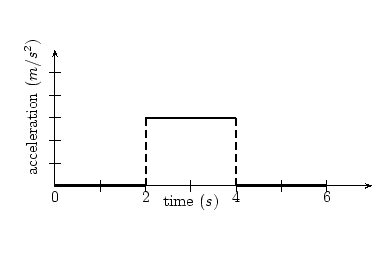 acceleration (m/s²)
0 2 4 6
time (s)